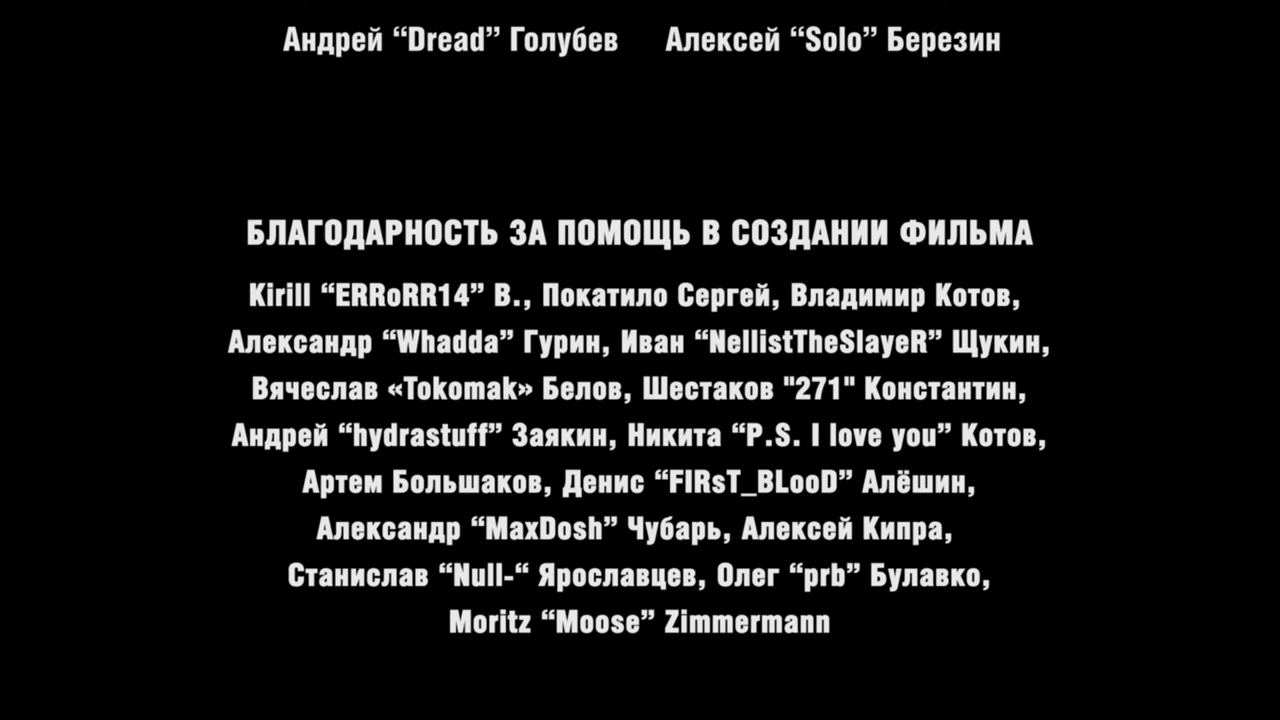 Андрей “Dread” Голубев Алексей “Solo” Березин
БЛАГОДАРНОСТЬ ЗА ПОМОЩЬ В СОЗДАНИИ ФИЛЬМА
Kirill “ERRoRR14” В., Покатило Сергей, Владимир Котов,
Александр “Whadda” Гурин, Иван “NellistTheSlayeR” Щукин,
Вячеслав «Tokomak» Белов, Шестаков "271" Константин,
Андрей “hydrastuff” Заякин, Никита “P.S. I love you” Котов,
Артем Большаков, Денис “FIRsT_BLooD” Алёшин,
Александр “MaxDosh” Чубарь, Алексей Кипра,
Станислав “Null-“ Ярославцев, Олег “prb” Булавко,
Moritz “Moose” Zimmermann